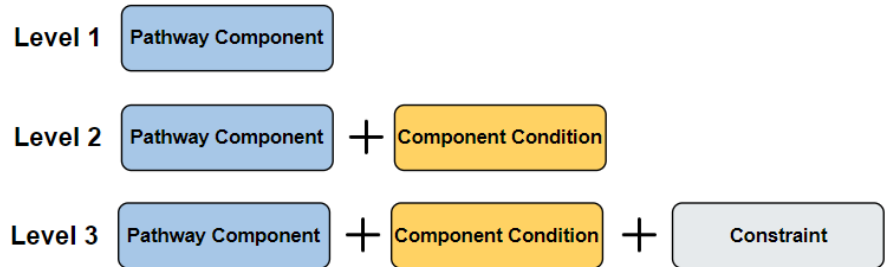 Level 1 Pathway Component
Level 2 Pathway Component + Component Condition
Level 3 Pathway Component + Component Condition + Constraint